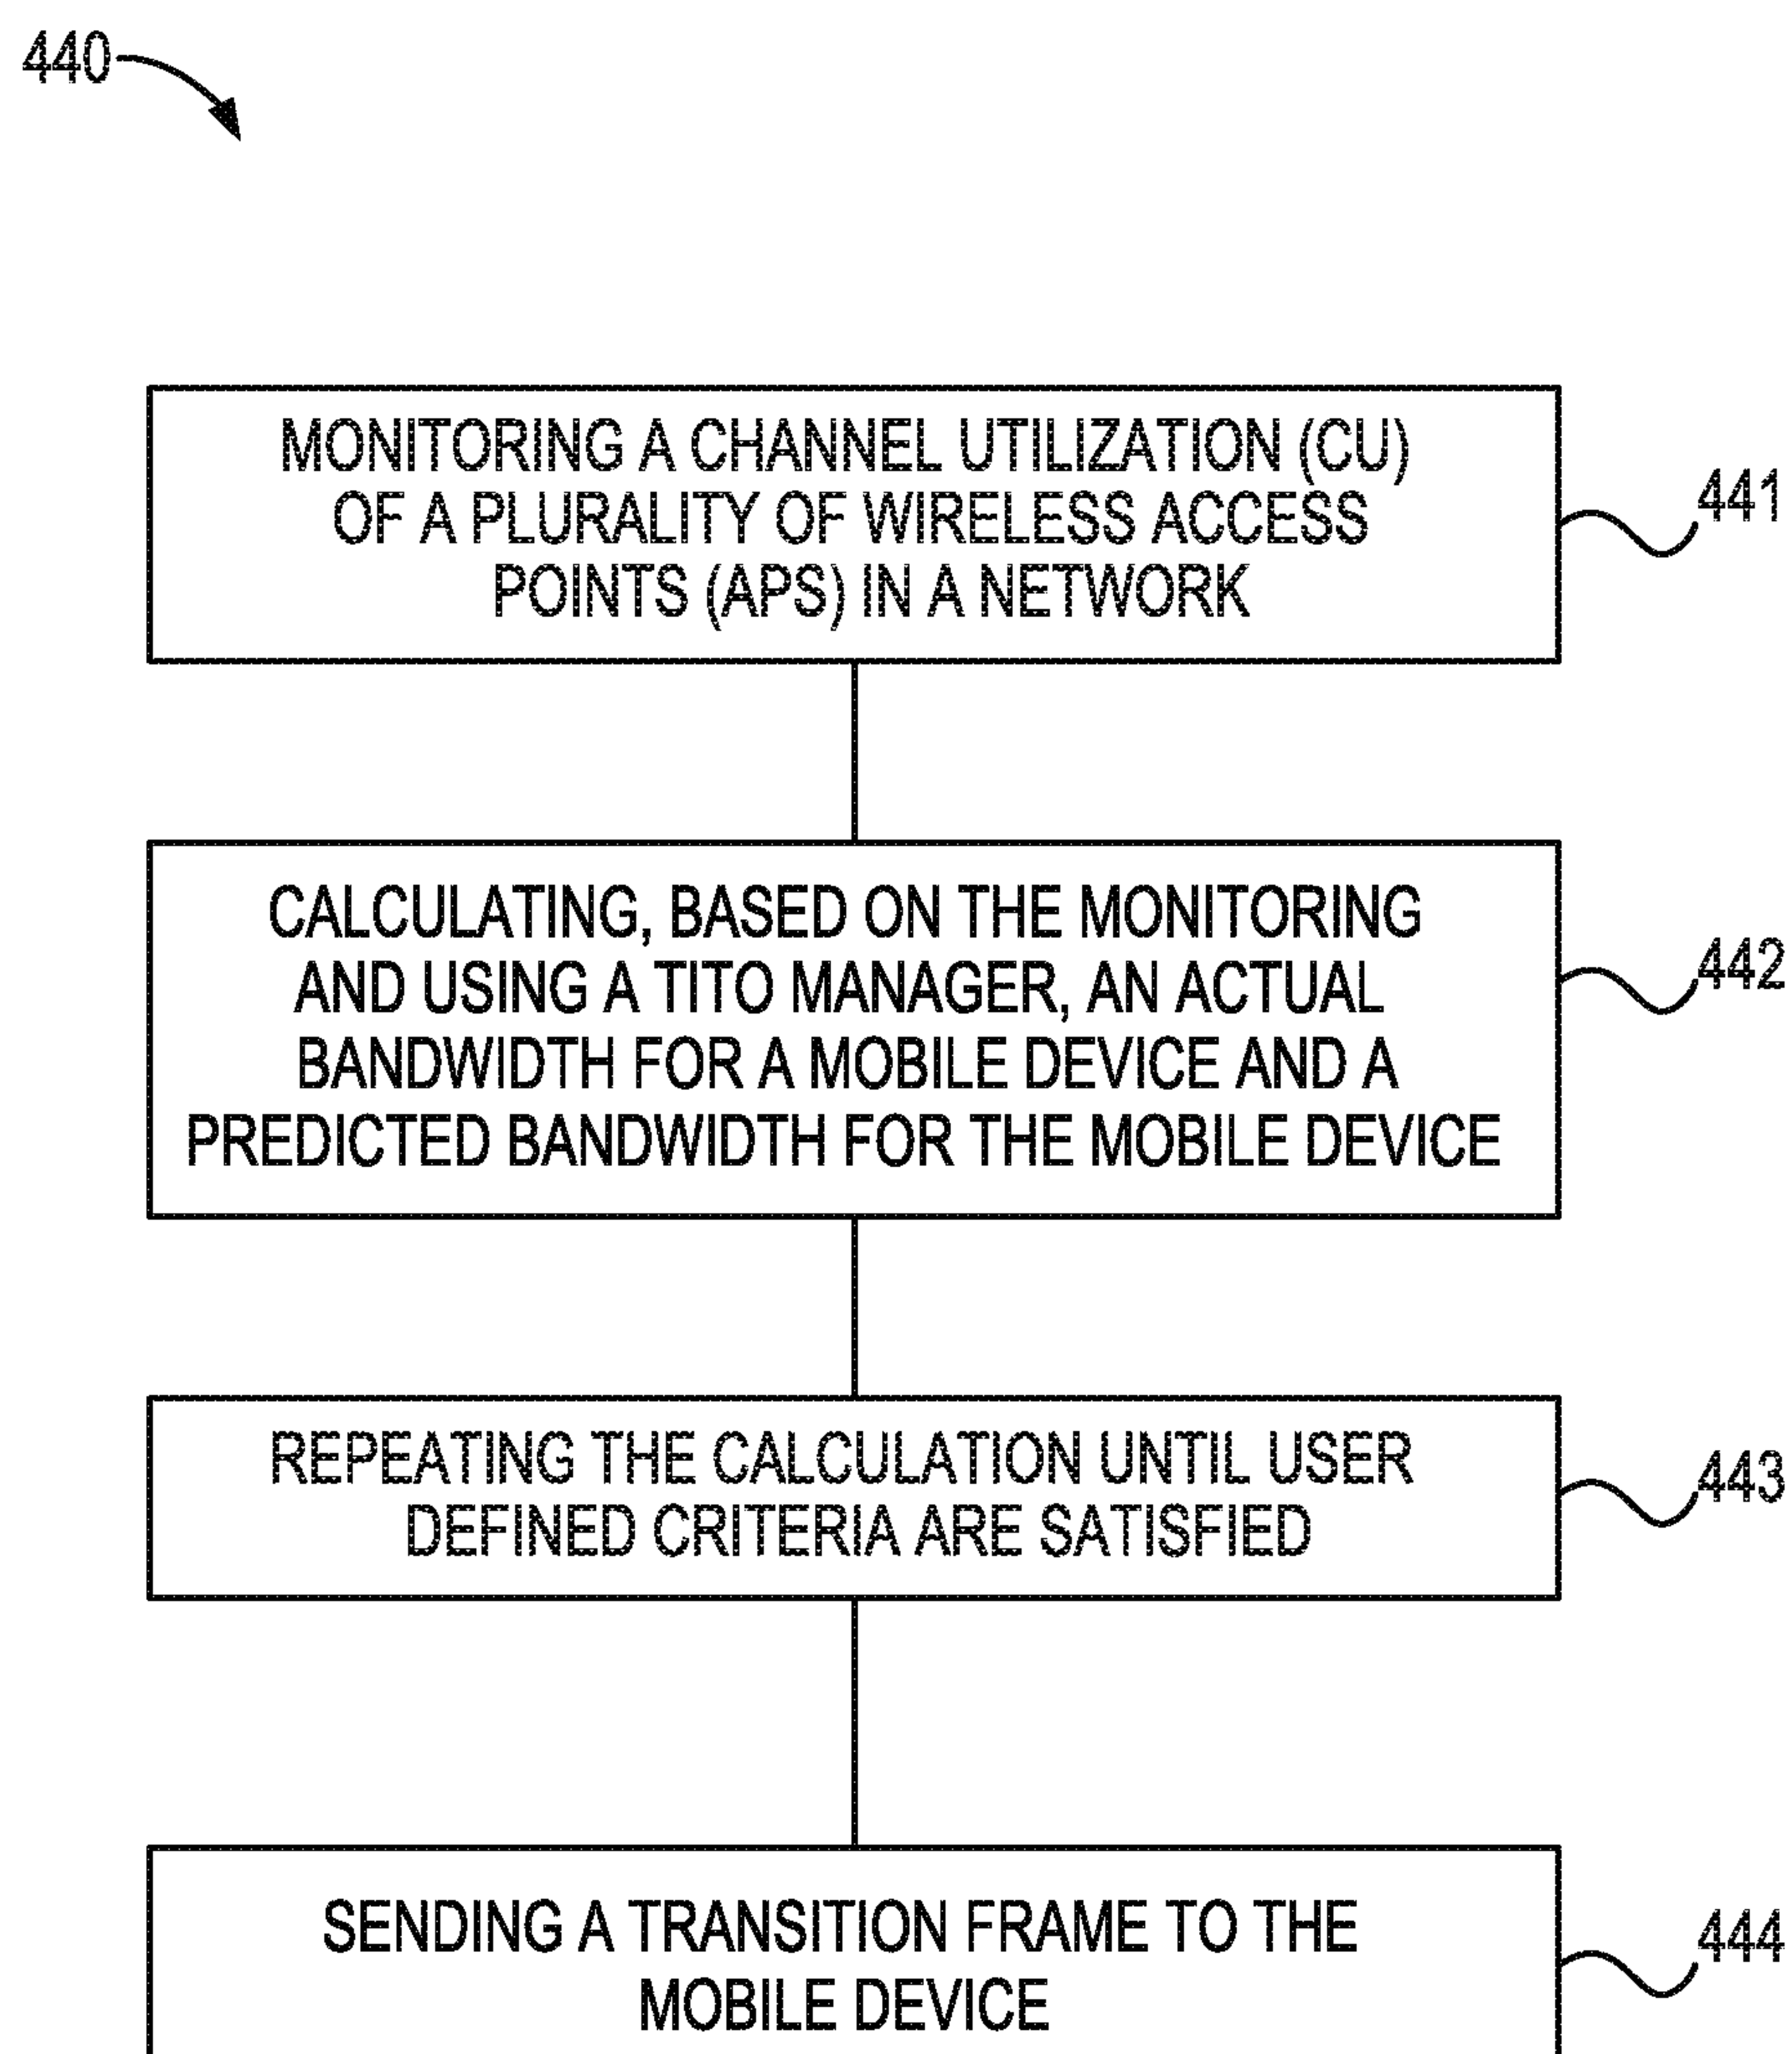 440
MONITORING A CHANNEL UTILIZATION (CU)
OF A PLURALITY OF WIRELESS ACCESS
POINTS (APS) IN A NETWORK
441
CALCULATING, BASED ON THE MONITORING
AND USING A TITO MANAGER, AN ACTUAL
BANDWIDTH FOR A MOBILE DEVICE AND A
PREDICTED BANDWIDTH FOR THE MOBILE DEVICE
442
REPEATING THE CALCULATION UNTIL USER
DEFINED CRITERIA ARE SATISFIED
443
SENDING A TRANSITION FRAME TO THE
MOBILE DEVICE
444